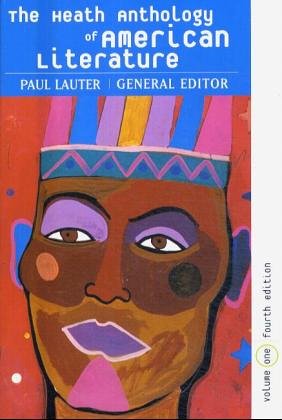 The Heath Anthology
of American
Literature
PAUL LAUTER | GENERAL EDITOR
volume one fourth edition